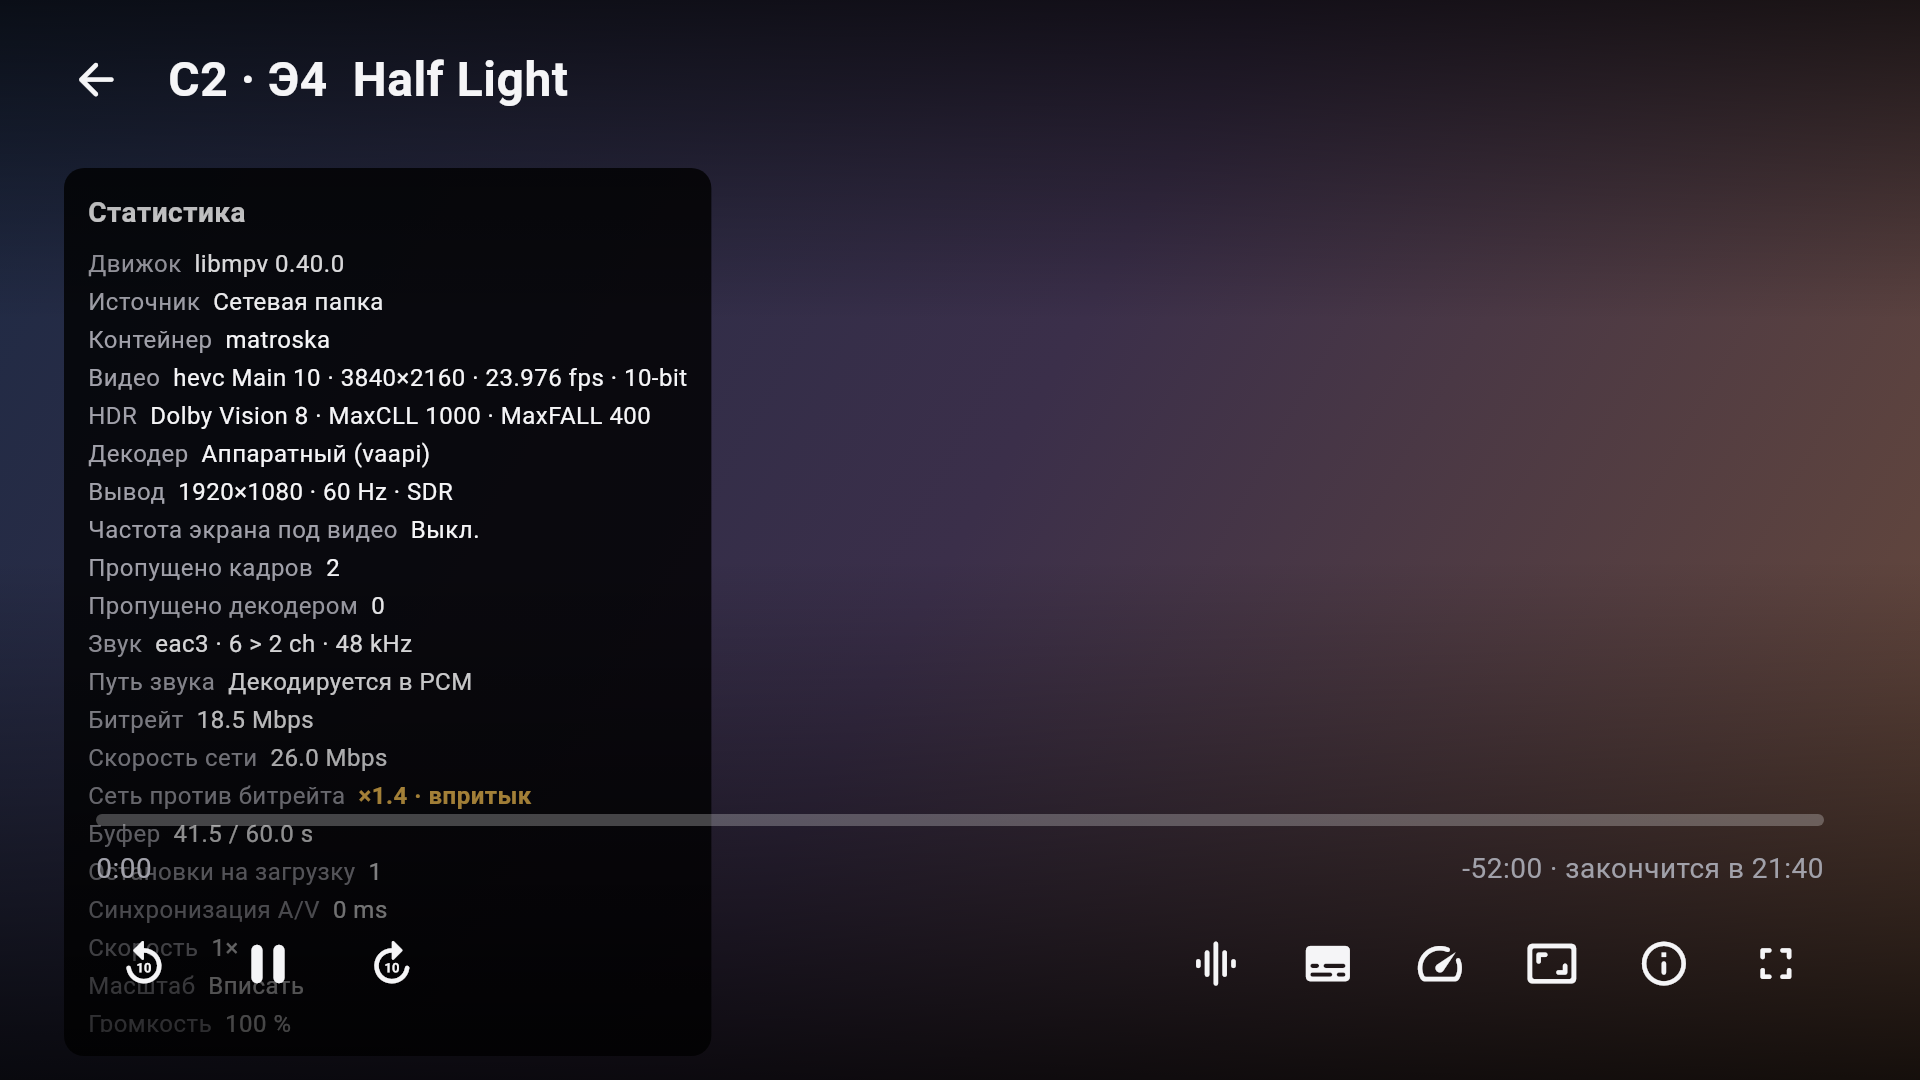 С2 · Э4 Half Light
Статистика
Движок libmpv 0.40.0
Источник Сетевая папка
Контейнер matroska
Видео hevc Main 10 · 3840×2160 · 23.976 fps · 10-bit
HDR Dolby Vision 8 · MaxCLL 1000 · MaxFALL 400
Декодер Аппаратный (vaapi)
Вывод 1920×1080 · 60 Hz · SDR
Частота экрана под видео Выкл.
Пропущено кадров 2
Пропущено декодером 0
Звук eac3 · 6 > 2 ch · 48 kHz
Путь звука Декодируется в PCM
Битрейт 18.5 Mbps
Скорость сети 26.0 Mbps
Сеть против битрейта ×1.4 · впритык
Буфер 41.5 / 60.0 s
0:00
Остановки на загрузку 1
-52:00 · закончится в 21:40
Синхронизация A/V 0 ms
Скорость 1×
10
10
Масштаб Вписать
Громкость 100 %